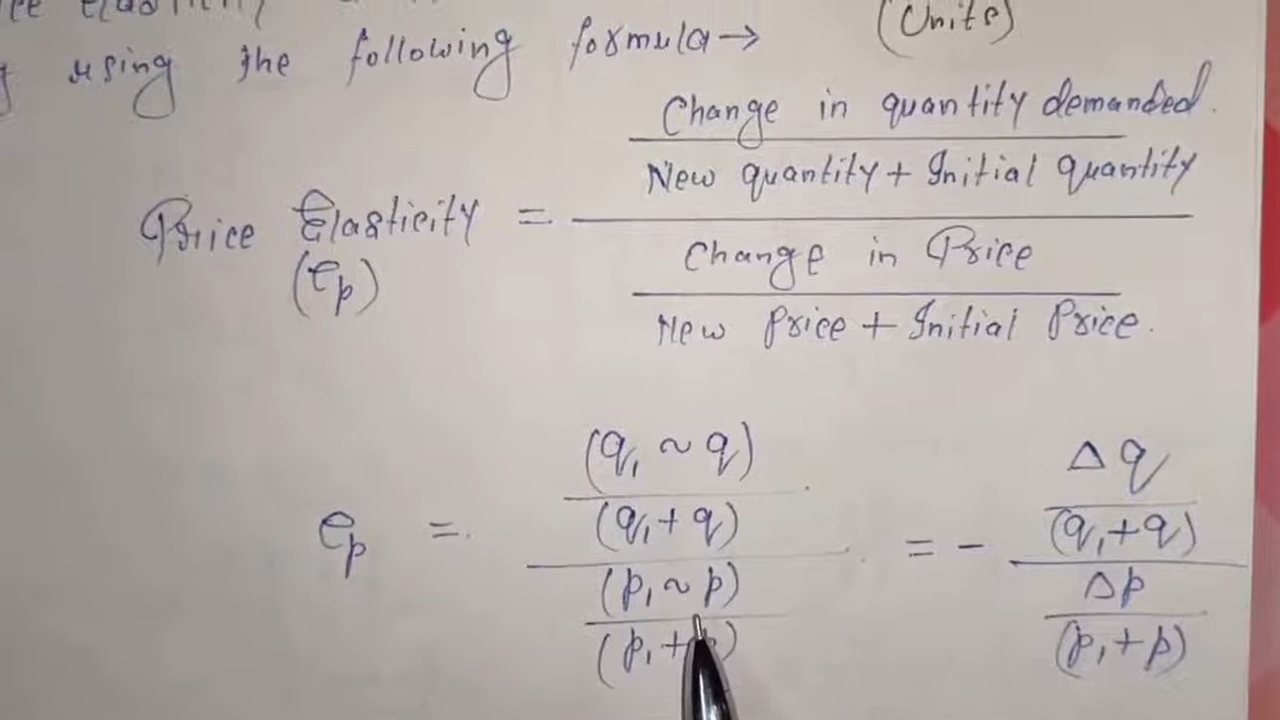 using the following formula → (Units)
Price Elasticity = Change in quantity demanded.
New quantity + Initial quantity
(ep) Change in Price
New Price + Initial Price.
ep = (q₁ ~ q) / (q₁ + q) / (p₁ ~ p) / (p₁ + p) = - Δq / (q₁ + q) / Δp / (p₁ + p)